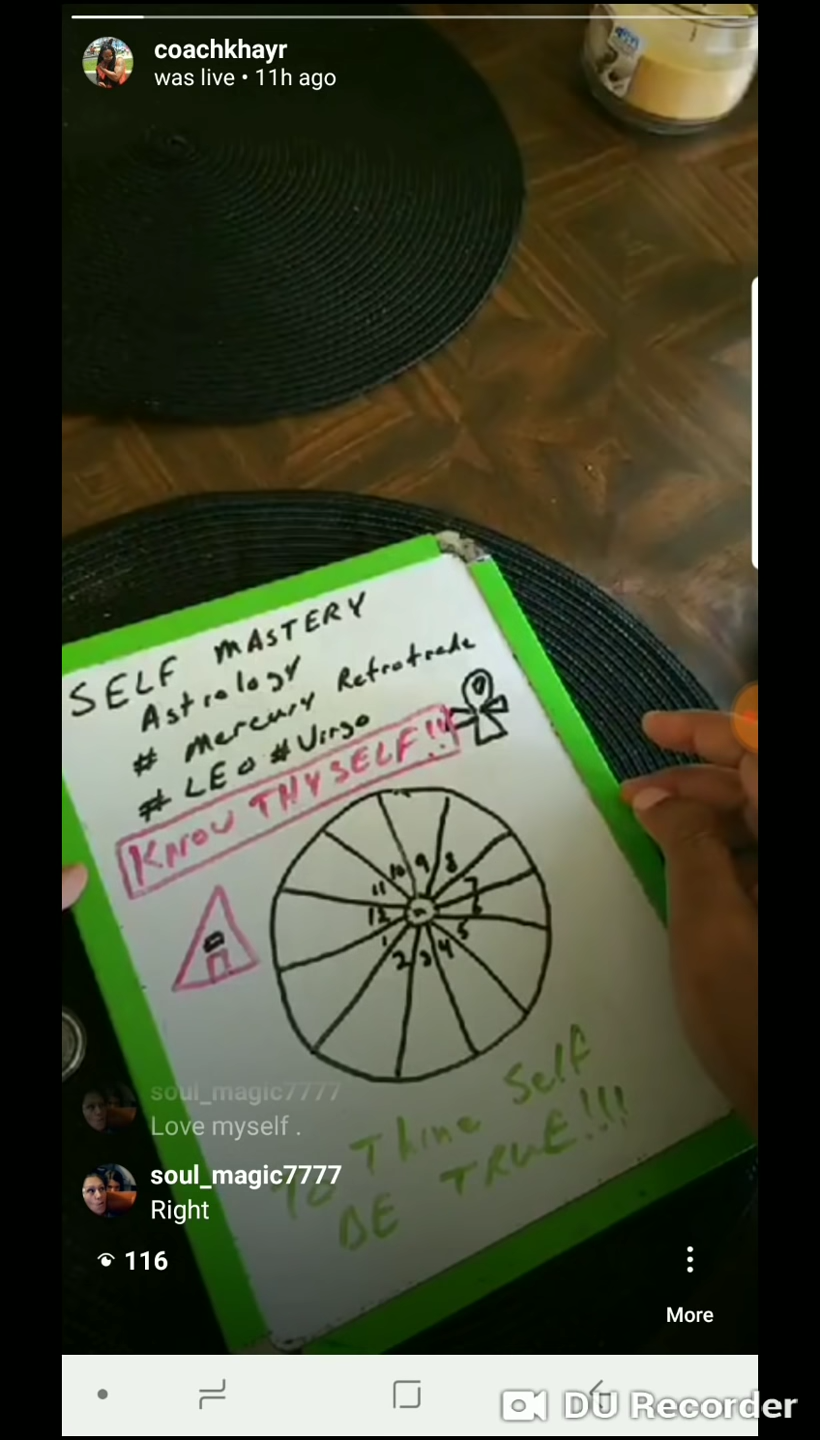 coachkhayr
was live • 11h ago
SELF MASTERY
Astrology
# Mercury Retrotrade
# LEO # Virgo
KNOW THYSELF!!
10 9 8
11 7
12 6
1 5
2 3 4
m
To Thine Self
BE TRUE!!!
soul_magic7777
Love myself .
soul_magic7777
Right
116
More
DU Recorder